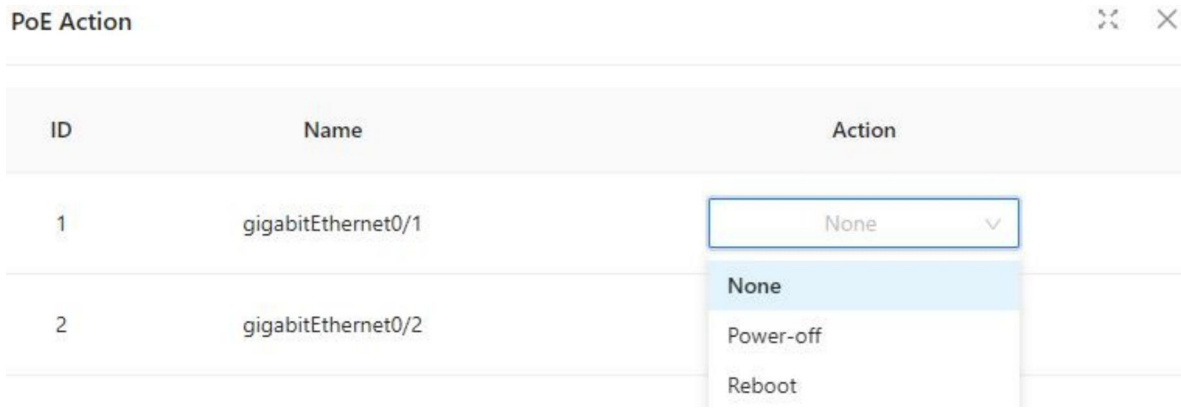 PoE Action
ID Name Action
1 gigabitEthernet0/1 None
None
2 gigabitEthernet0/2
Power-off
Reboot